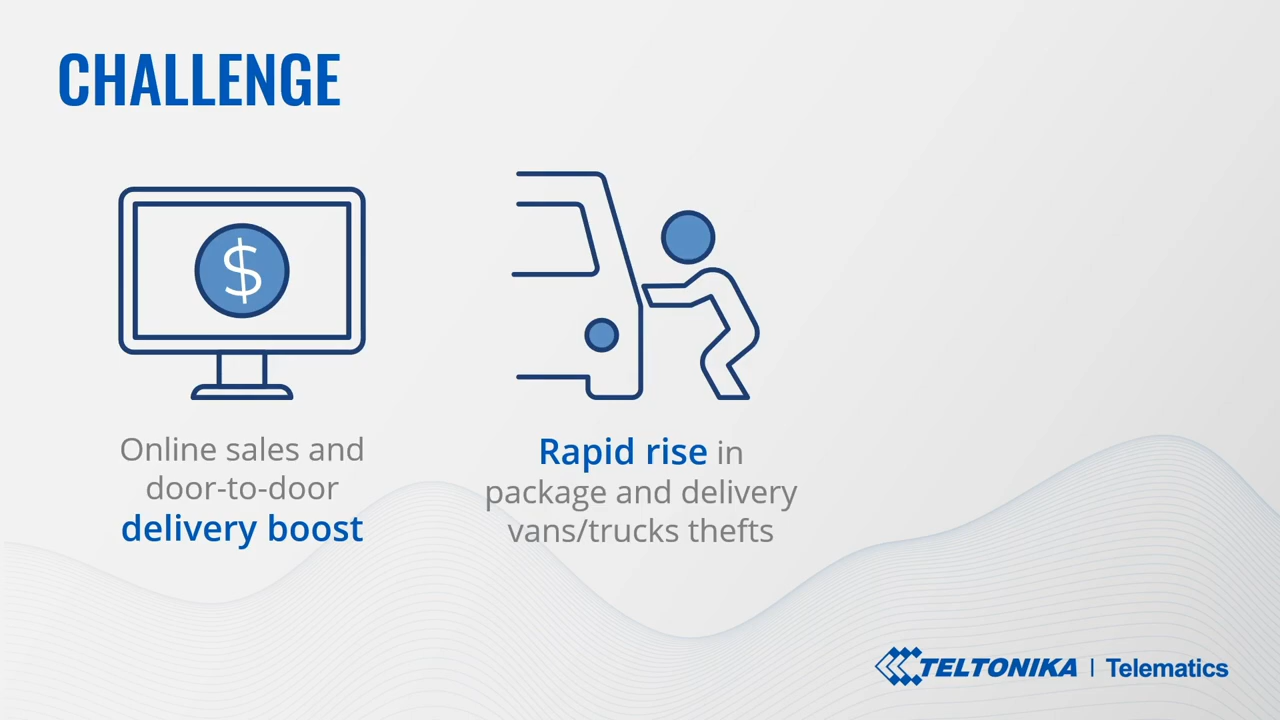 CHALLENGE
$
Online sales and
door-to-door
delivery boost
Rapid rise in
package and delivery
vans/trucks thefts
TELTONIKA | Telematics